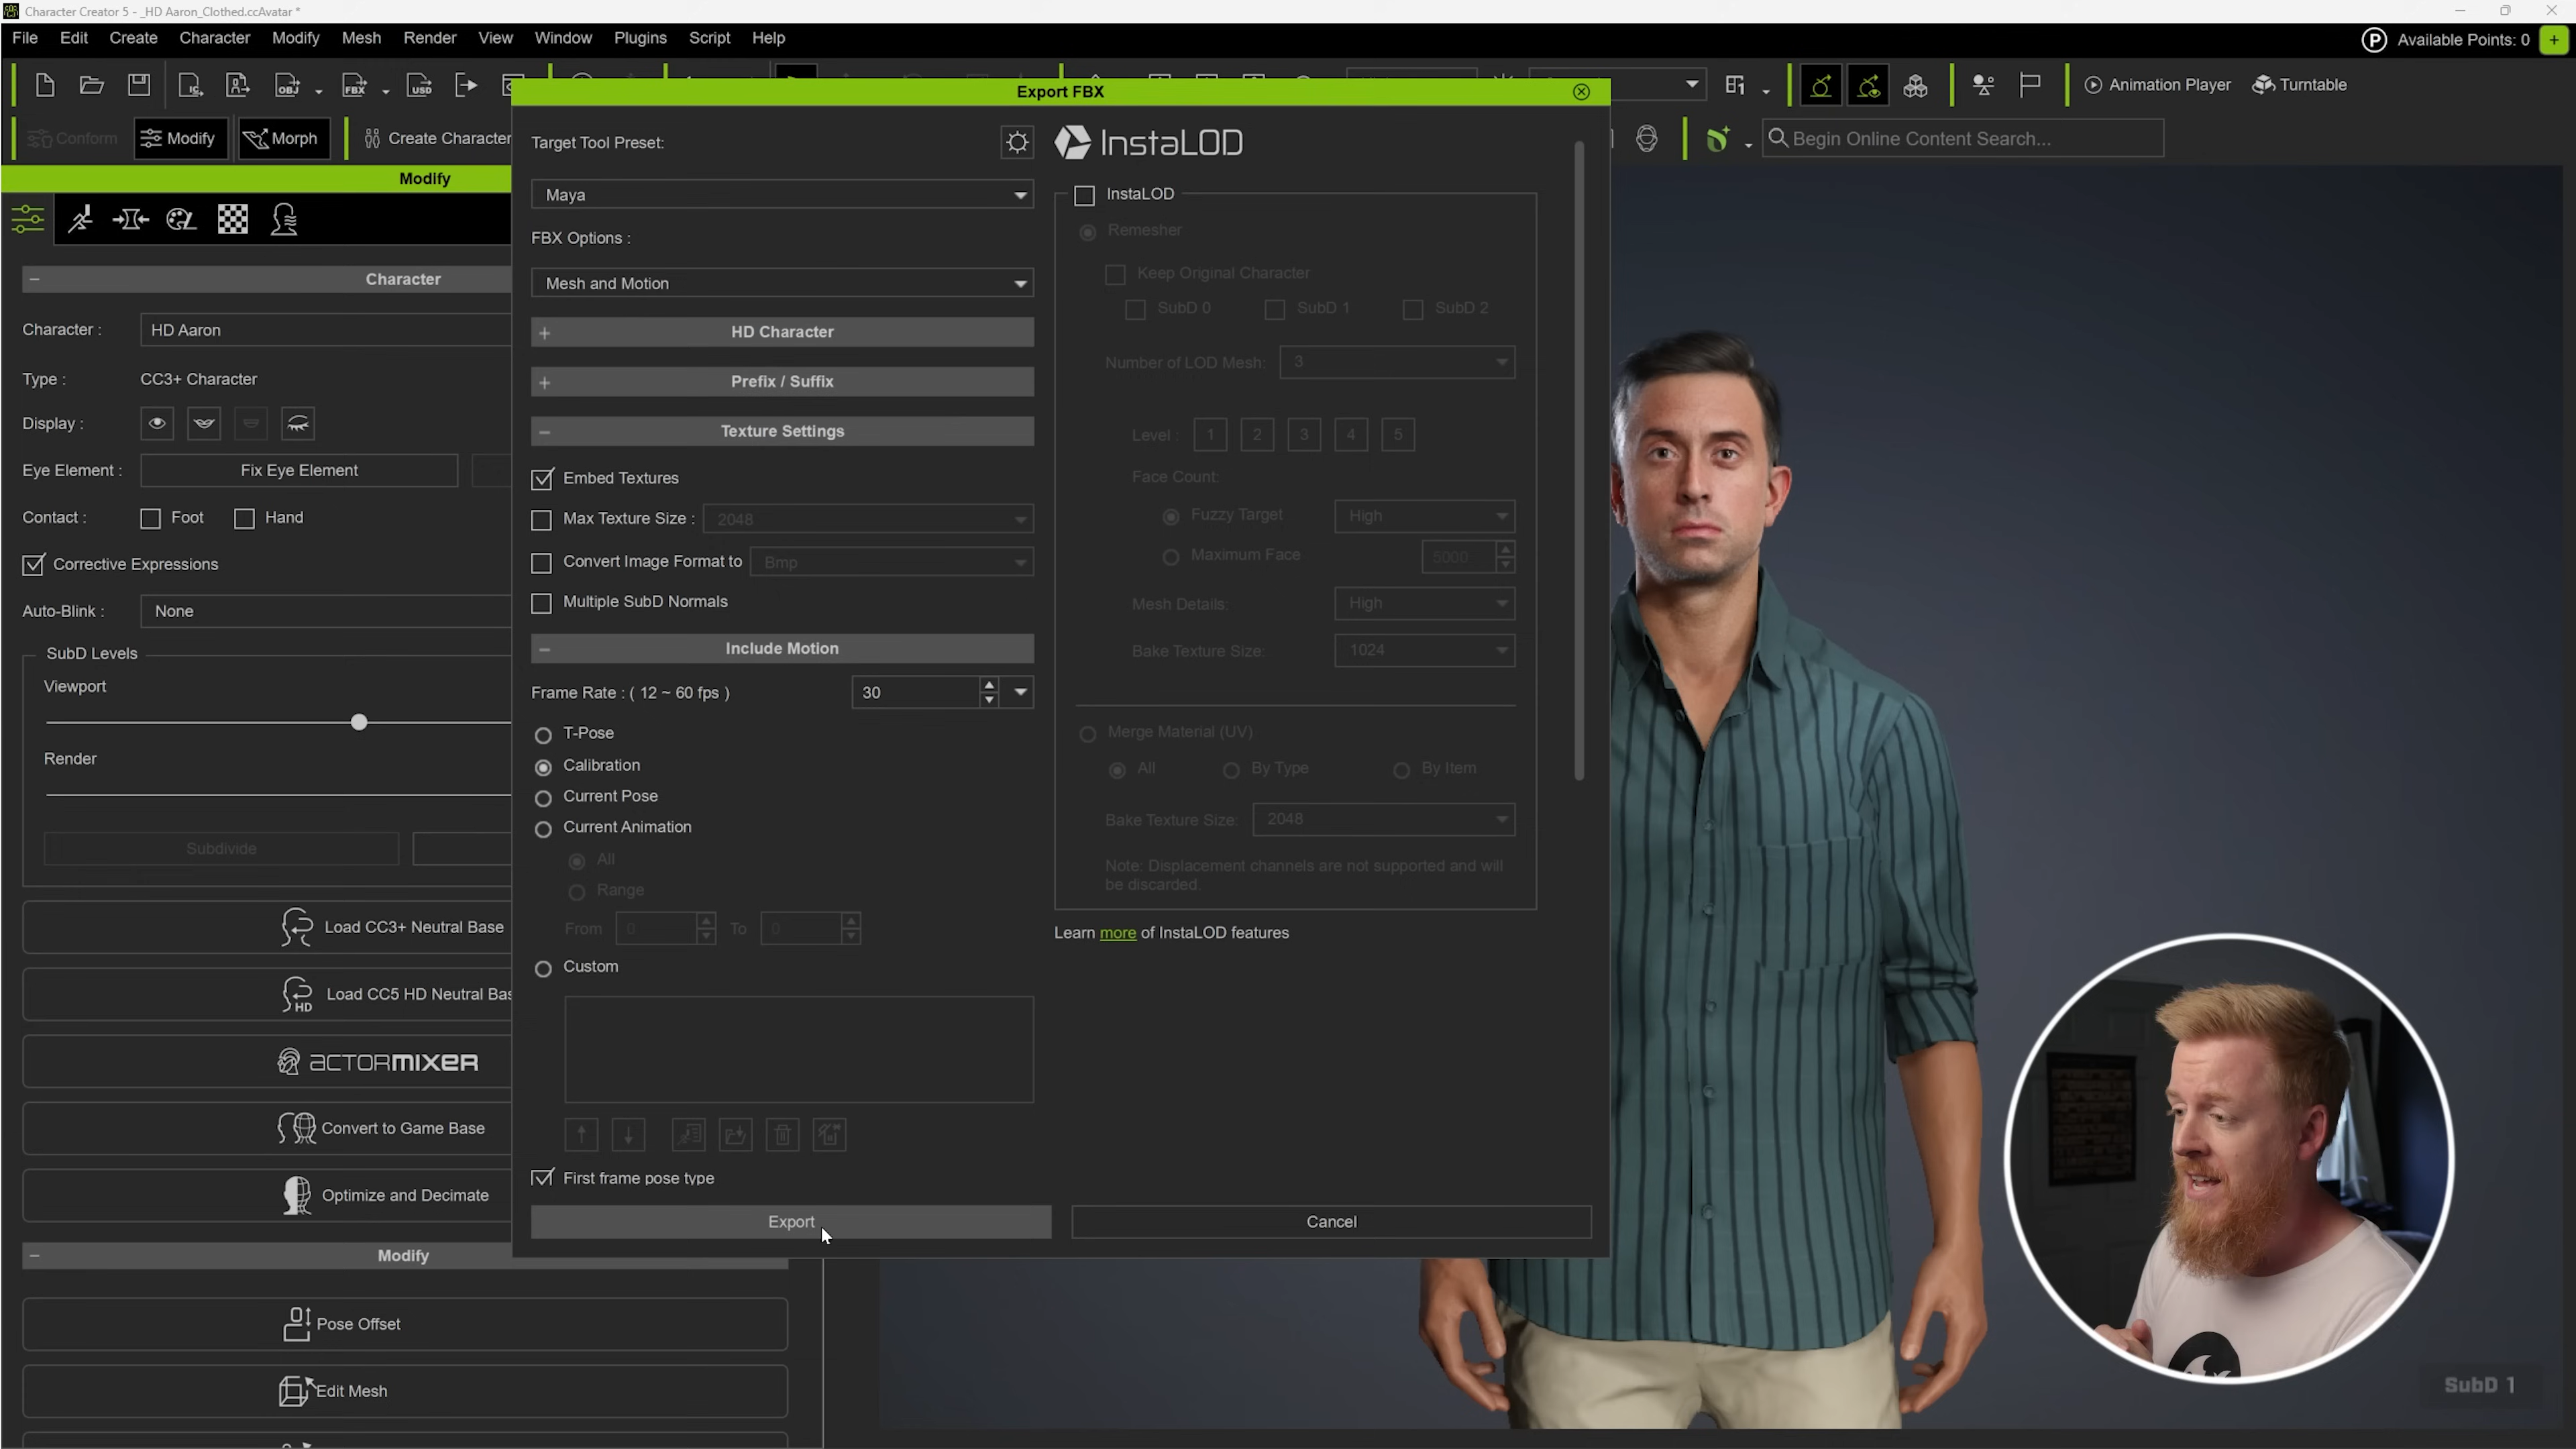 Character Creator 5 - _HD Aaron_Clothed.ccAvatar *
File Edit Create Character Modify Mesh Render View Window Plugins Script Help
P Available Points: 0 +
OBJ FBX USD
Animation Player Turntable
Conform Modify Morph Create Character
Begin Online Content Search...
Modify
Character
Character : HD Aaron
Type : CC3+ Character
Display :
Eye Element : Fix Eye Element
Contact : Foot Hand
Corrective Expressions
Auto-Blink : None
SubD Levels
Viewport
Render
Subdivide
Load CC3+ Neutral Base
HD Load CC5 HD Neutral Bas
ACTORMIXER
Convert to Game Base
Optimize and Decimate
Modify
Pose Offset
Edit Mesh
Export FBX
Target Tool Preset:
Maya
FBX Options :
Mesh and Motion
+ HD Character
+ Prefix / Suffix
- Texture Settings
Embed Textures
Max Texture Size : 2048
Convert Image Format to Bmp
Multiple SubD Normals
- Include Motion
Frame Rate : ( 12 ~ 60 fps ) 30
T-Pose
Calibration
Current Pose
Current Animation
All
Range
From 0 To 0
Custom
First frame pose type
Export Cancel
InstaLOD
InstaLOD
Remesher
Keep Original Character
SubD 0 SubD 1 SubD 2
Number of LOD Mesh: 3
Level : 1 2 3 4 5
Face Count:
Fuzzy Target High
Maximum Face 5000
Mesh Details: High
Bake Texture Size: 1024
Merge Material (UV)
All By Type By Item
Bake Texture Size: 2048
Note: Displacement channels are not supported and will
be discarded.
Learn more of InstaLOD features
SubD 1